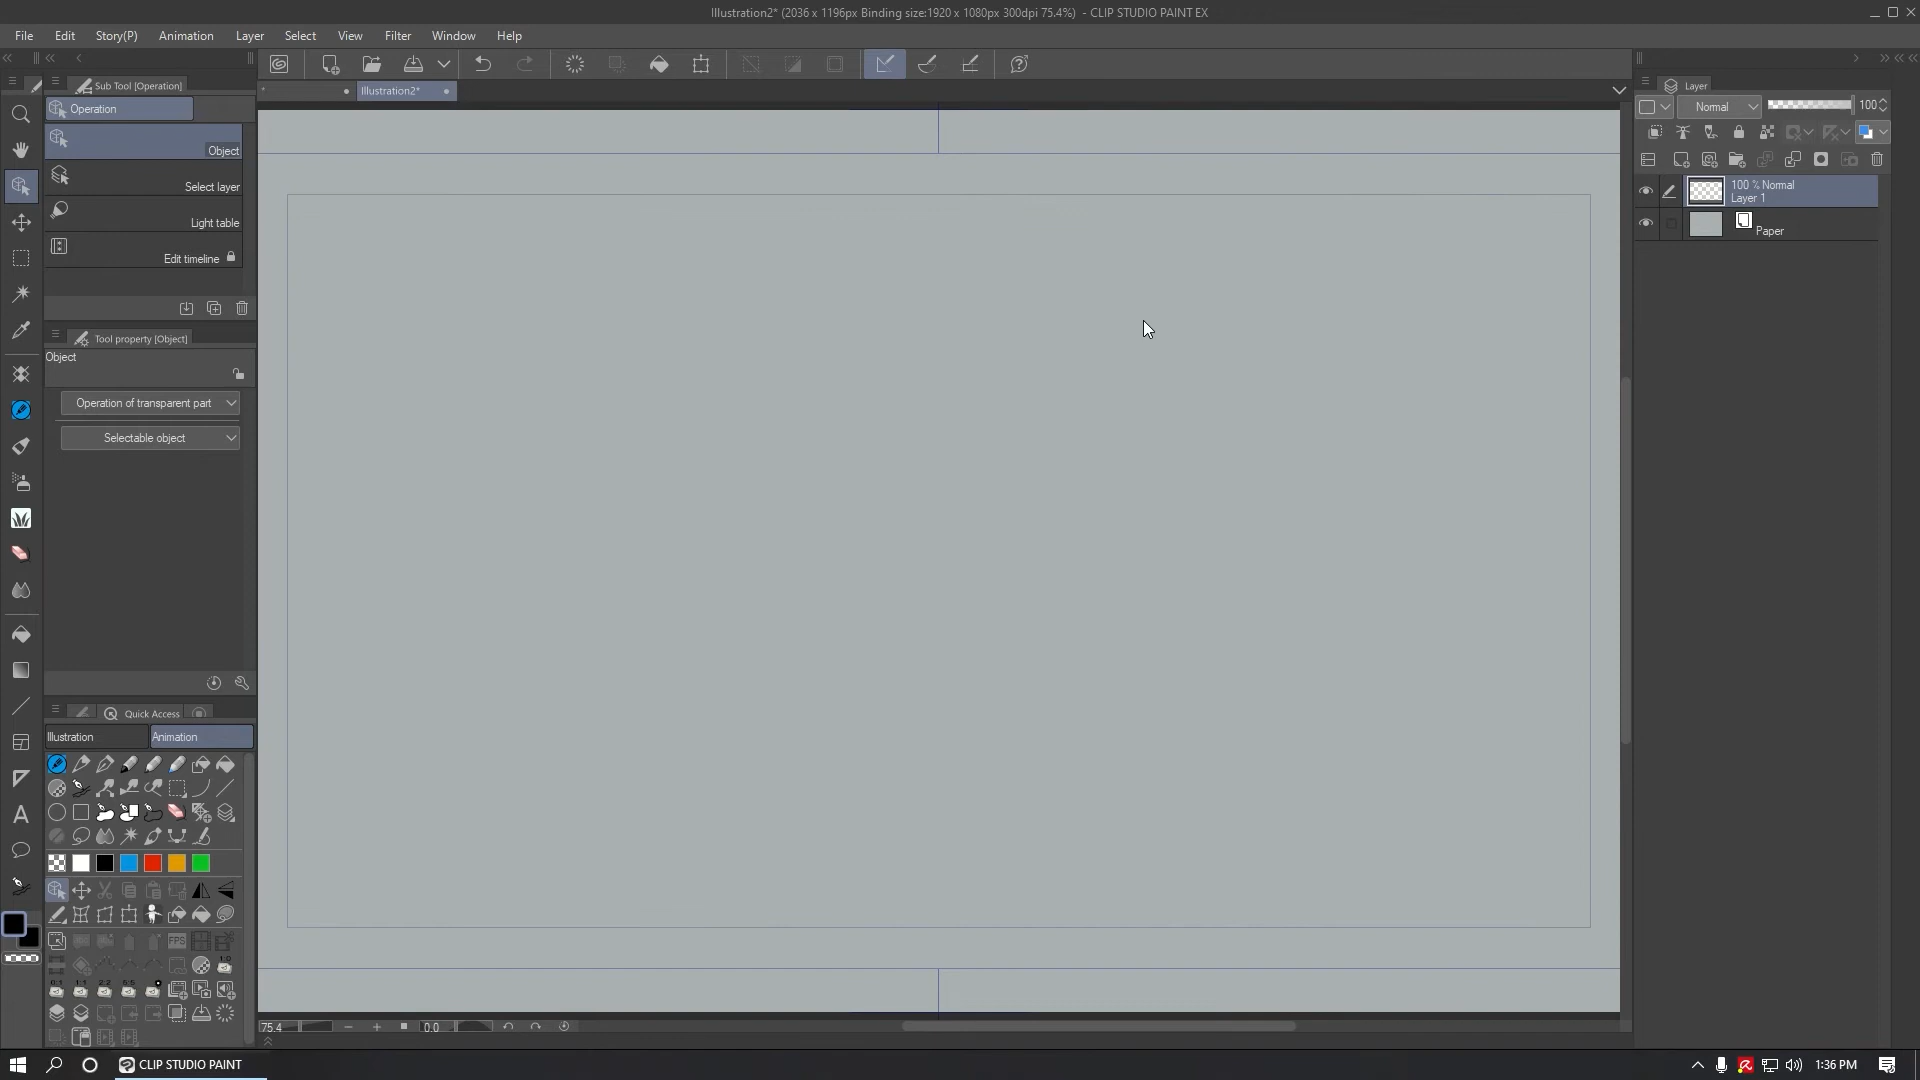 Illustration2* (2036 x 1196px Binding size:1920 x 1080px 300dpi 75.4%)  - CLIP STUDIO PAINT EX
File Edit Story(P) Animation Layer Select View Filter Window Help
Sub Tool [Operation]
Operation
Object
Select layer
Light table
Edit timeline
Tool property [Object]
Object
Operation of transparent part
Selectable object
Quick Access
Illustration Animation
FPS
* Illustration2*
75.4 0.0
Layer
Normal 100
100 % Normal
Layer 1
Paper
CLIP STUDIO PAINT
1:36 PM